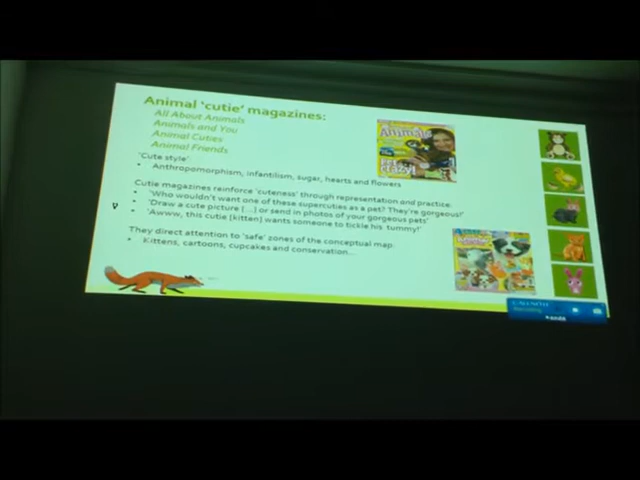 Animal 'cutie' magazines:
All About Animals
Animals and You
Animal Cuties
Animal Friends
'Cute style'
• Anthropomorphism, infantilism, sugar, hearts and flowers
Cutie magazines reinforce 'cuteness' through representation and practice:
• 'Who wouldn't want one of these supercuties as a pet? They're gorgeous!'
• 'Draw a cute picture [...] or send in photos of your gorgeous pets'
• 'Awww, this cutie [kitten] wants someone to tickle his tummy!'
They direct attention to 'safe' zones of the conceptual map:
• Kittens, cartoons, cupcakes and conservation...
Animals
Recording